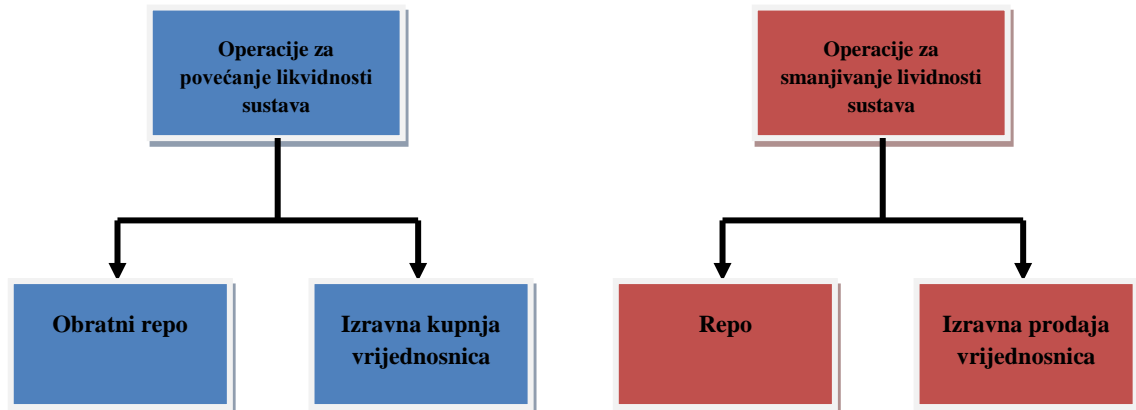 Operacije za
povećanje likvidnosti
sustava
Operacije za
smanjivanje lividnosti
sustava
Obratni repo
Izravna kupnja
vrijednosnica
Repo
Izravna prodaja
vrijednosnica